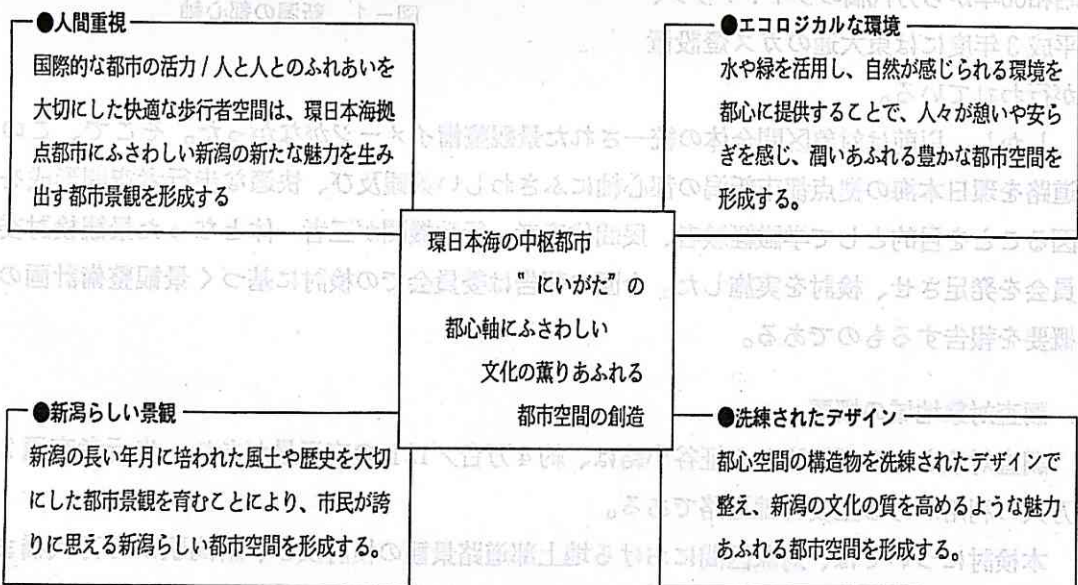 ●人間重視
国際的な都市の活力 / 人と人とのふれあいを
大切にした快適な歩行者空間は、環日本海拠
点都市にふさわしい新潟の新たな魅力を生み
出す都市景観を形成する
●エコロジカルな環境
水や緑を活用し、自然が感じられる環境を
都心に提供することで、人々が憩いや安ら
ぎを感じ、潤いあふれる豊かな都市空間を
形成する。
環日本海の中枢都市
"にいがた"の
都心軸にふさわしい
文化の薫りあふれる
都市空間の創造
●新潟らしい景観
新潟の長い年月に培われた風土や歴史を大切
にした都市景観を育むことにより、市民が誇
りに思える新潟らしい都市空間を形成する。
●洗練されたデザイン
都心空間の構造物を洗練されたデザインで
整え、新潟の文化の質を高めるような魅力
あふれる都市空間を形成する。